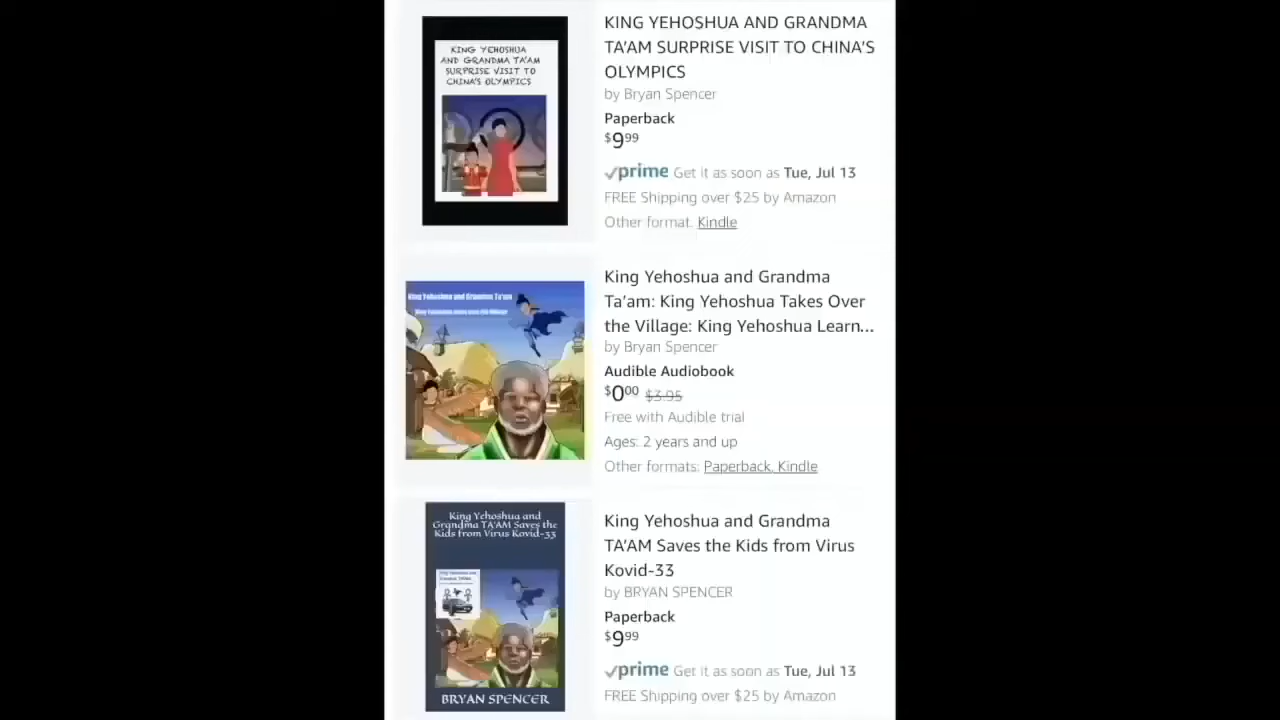 KING YEHOSHUA
AND GRANDMA TA'AM
SURPRISE VISIT TO
CHINA'S OLYMPICS
KING YEHOSHUA AND GRANDMA
TA'AM SURPRISE VISIT TO CHINA'S
OLYMPICS
by Bryan Spencer
Paperback
$9.99
prime Get it as soon as Tue, Jul 13
FREE Shipping over $25 by Amazon
Other format. Kindle
King Yehoshua and Grandma Ta'am
King Yehoshua takes over the Village
King Yehoshua and Grandma
Ta'am: King Yehoshua Takes Over
the Village: King Yehoshua Learn...
by Bryan Spencer
Audible Audiobook
$0.00 $3.95
Free with Audible trial
Ages: 2 years and up
Other formats: Paperback, Kindle
King Yehoshua and
Grandma TA'AM Saves the
Kids from Virus Kovid-33
BRYAN SPENCER
King Yehoshua and Grandma
TA'AM Saves the Kids from Virus
Kovid-33
by BRYAN SPENCER
Paperback
$9.99
prime Get it as soon as Tue, Jul 13
FREE Shipping over $25 by Amazon